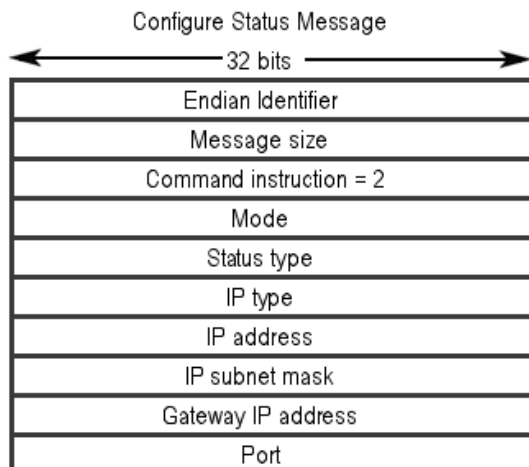 Configure Status Message
32 bits
Endian Identifier
Message size
Command instruction = 2
Mode
Status type
IP type
IP address
IP subnet mask
Gateway IP address
Port